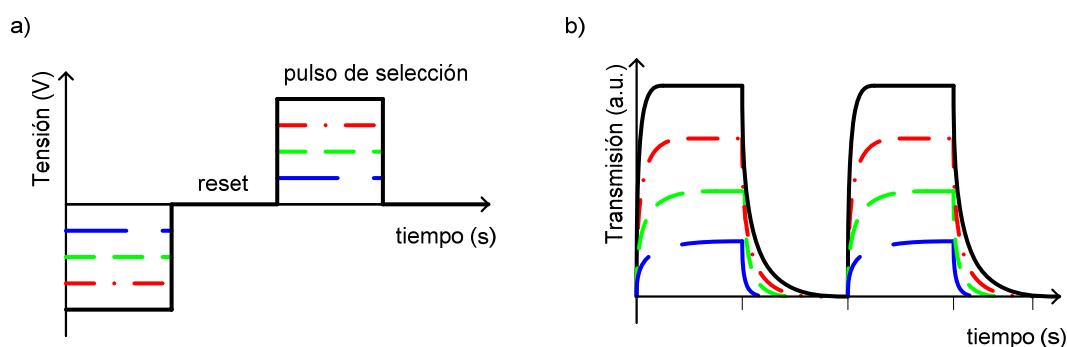 a)
Tensión (V)
pulso de selección
reset
tiempo (s)
b)
Transmisión (a.u.)
tiempo (s)